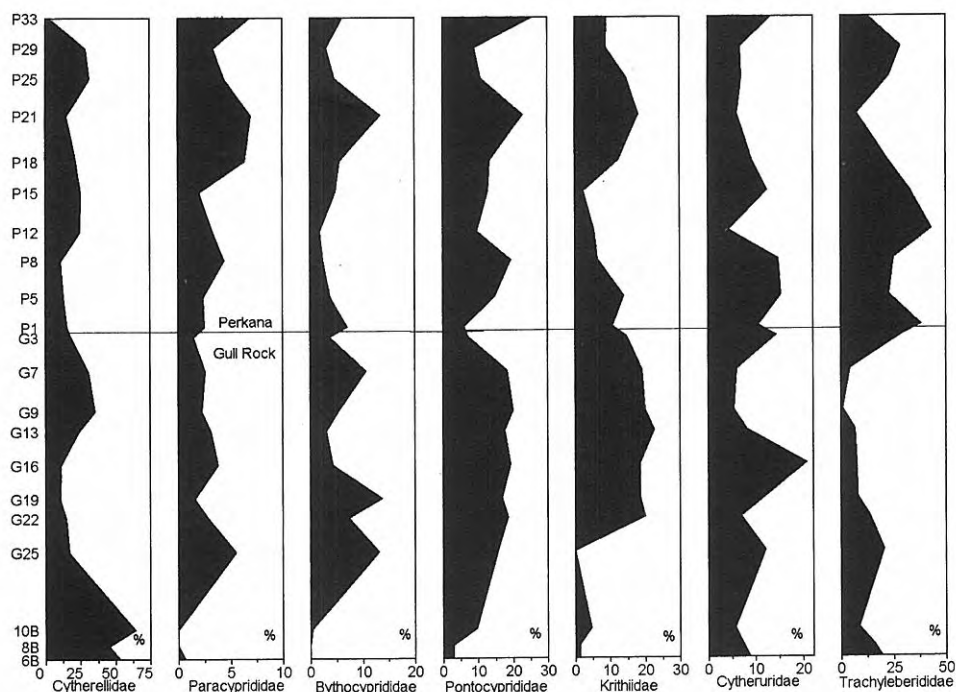 P33
P29
P25
P21
P18
P15
P12
P8
P5
P1
Perkana
G3
Gull Rock
G7
G9
G13
G16
G19
G22
G25
10B
8B
6B
% % % % % % %
0 25 50 75 0 10 0 10 20 0 10 20 30 0 10 20 30 0 10 20 0 25 50
Cytherellidae Paracyprididae Bythocyprididae Pontocyprididae Krithiidae Cytheruridae Trachyleberididae